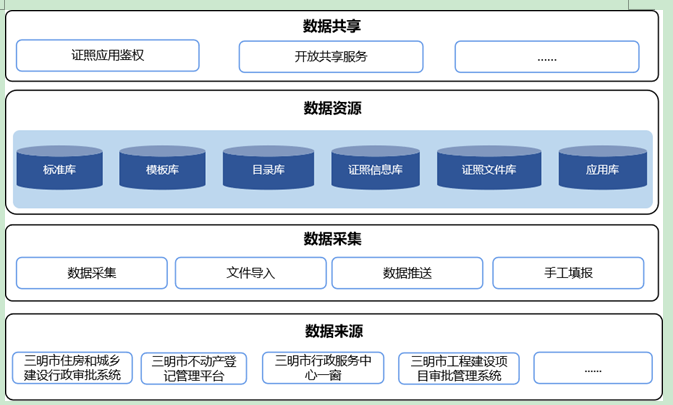 数据共享
证照应用鉴权
开放共享服务
......
数据资源
标准库
模板库
目录库
证照信息库
证照文件库
应用库
数据采集
数据采集
文件导入
数据推送
手工填报
数据来源
三明市住房和城乡
建设行政审批系统
三明市不动产登
记管理平台
三明市行政服务中
心一窗
三明市工程建设项
目审批管理系统
......